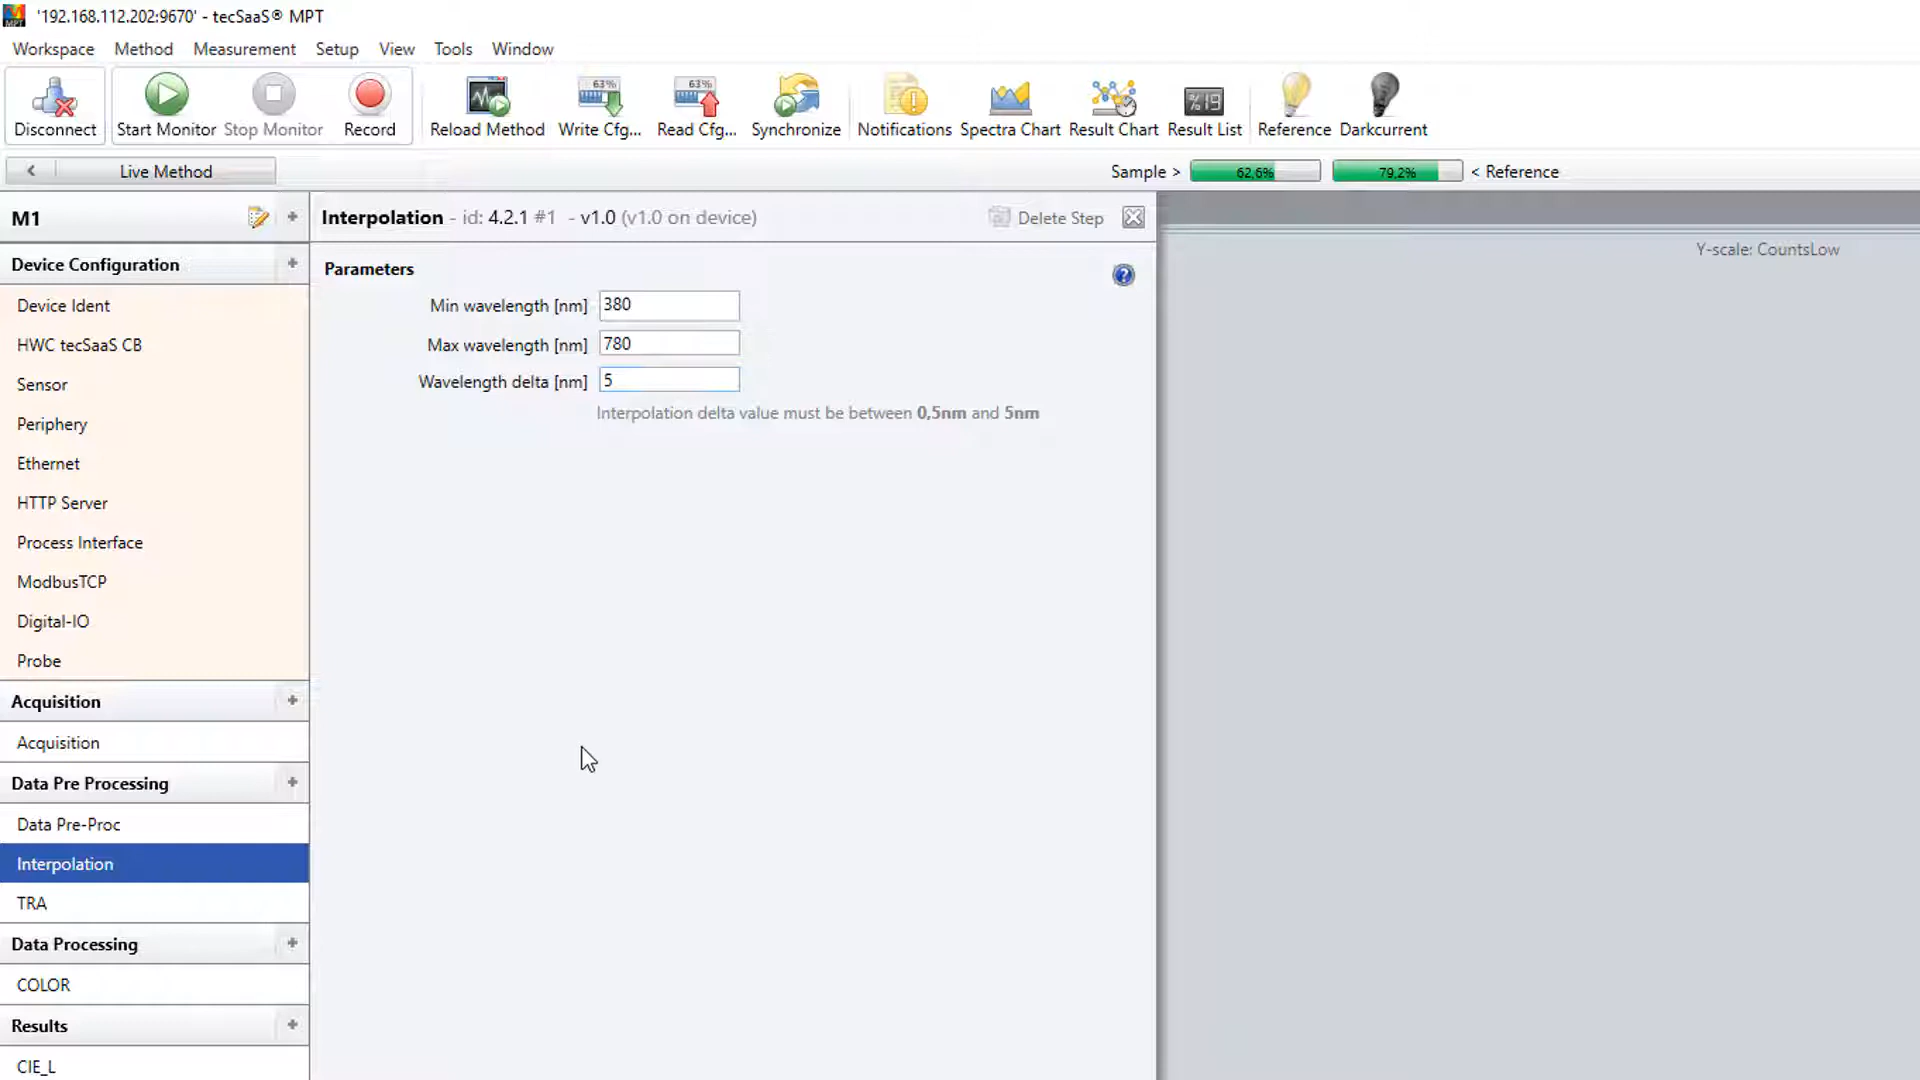 '192.168.112.202:9670' - tecSaaS® MPT
Workspace Method Measurement Setup View Tools Window
Disconnect Start Monitor Stop Monitor Record Reload Method Write Cfg... Read Cfg... Synchronize Notifications Spectra Chart Result Chart Result List Reference Darkcurrent
< Live Method Sample > 62,6% 79,2% < Reference
M1
Interpolation - id: 4.2.1 #1 - v1.0 (v1.0 on device) Delete Step
Y-scale: CountsLow
Device Configuration
Parameters
Device Ident
Min wavelength [nm] 380
HWC tecSaaS CB
Max wavelength [nm] 780
Sensor
Wavelength delta [nm] 5
Interpolation delta value must be between 0,5nm and 5nm
Periphery
Ethernet
HTTP Server
Process Interface
ModbusTCP
Digital-IO
Probe
Acquisition
Acquisition
Data Pre Processing
Data Pre-Proc
Interpolation
TRA
Data Processing
COLOR
Results
CIE_L